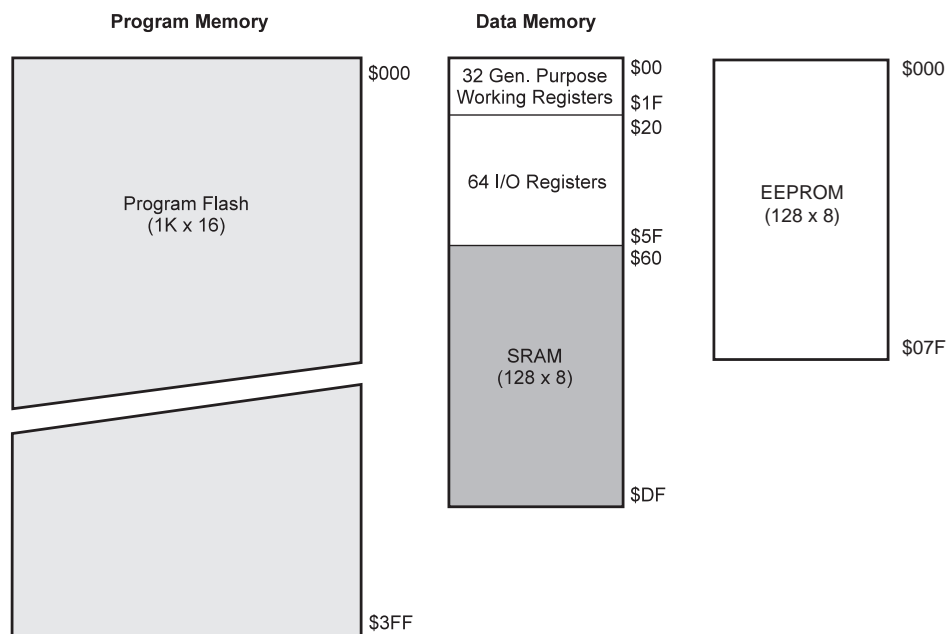 Program Memory
$000
Program Flash
(1K x 16)
$3FF
Data Memory
32 Gen. Purpose
Working Registers
$00
$1F
$20
64 I/O Registers
$5F
$60
SRAM
(128 x 8)
$DF
$000
EEPROM
(128 x 8)
$07F